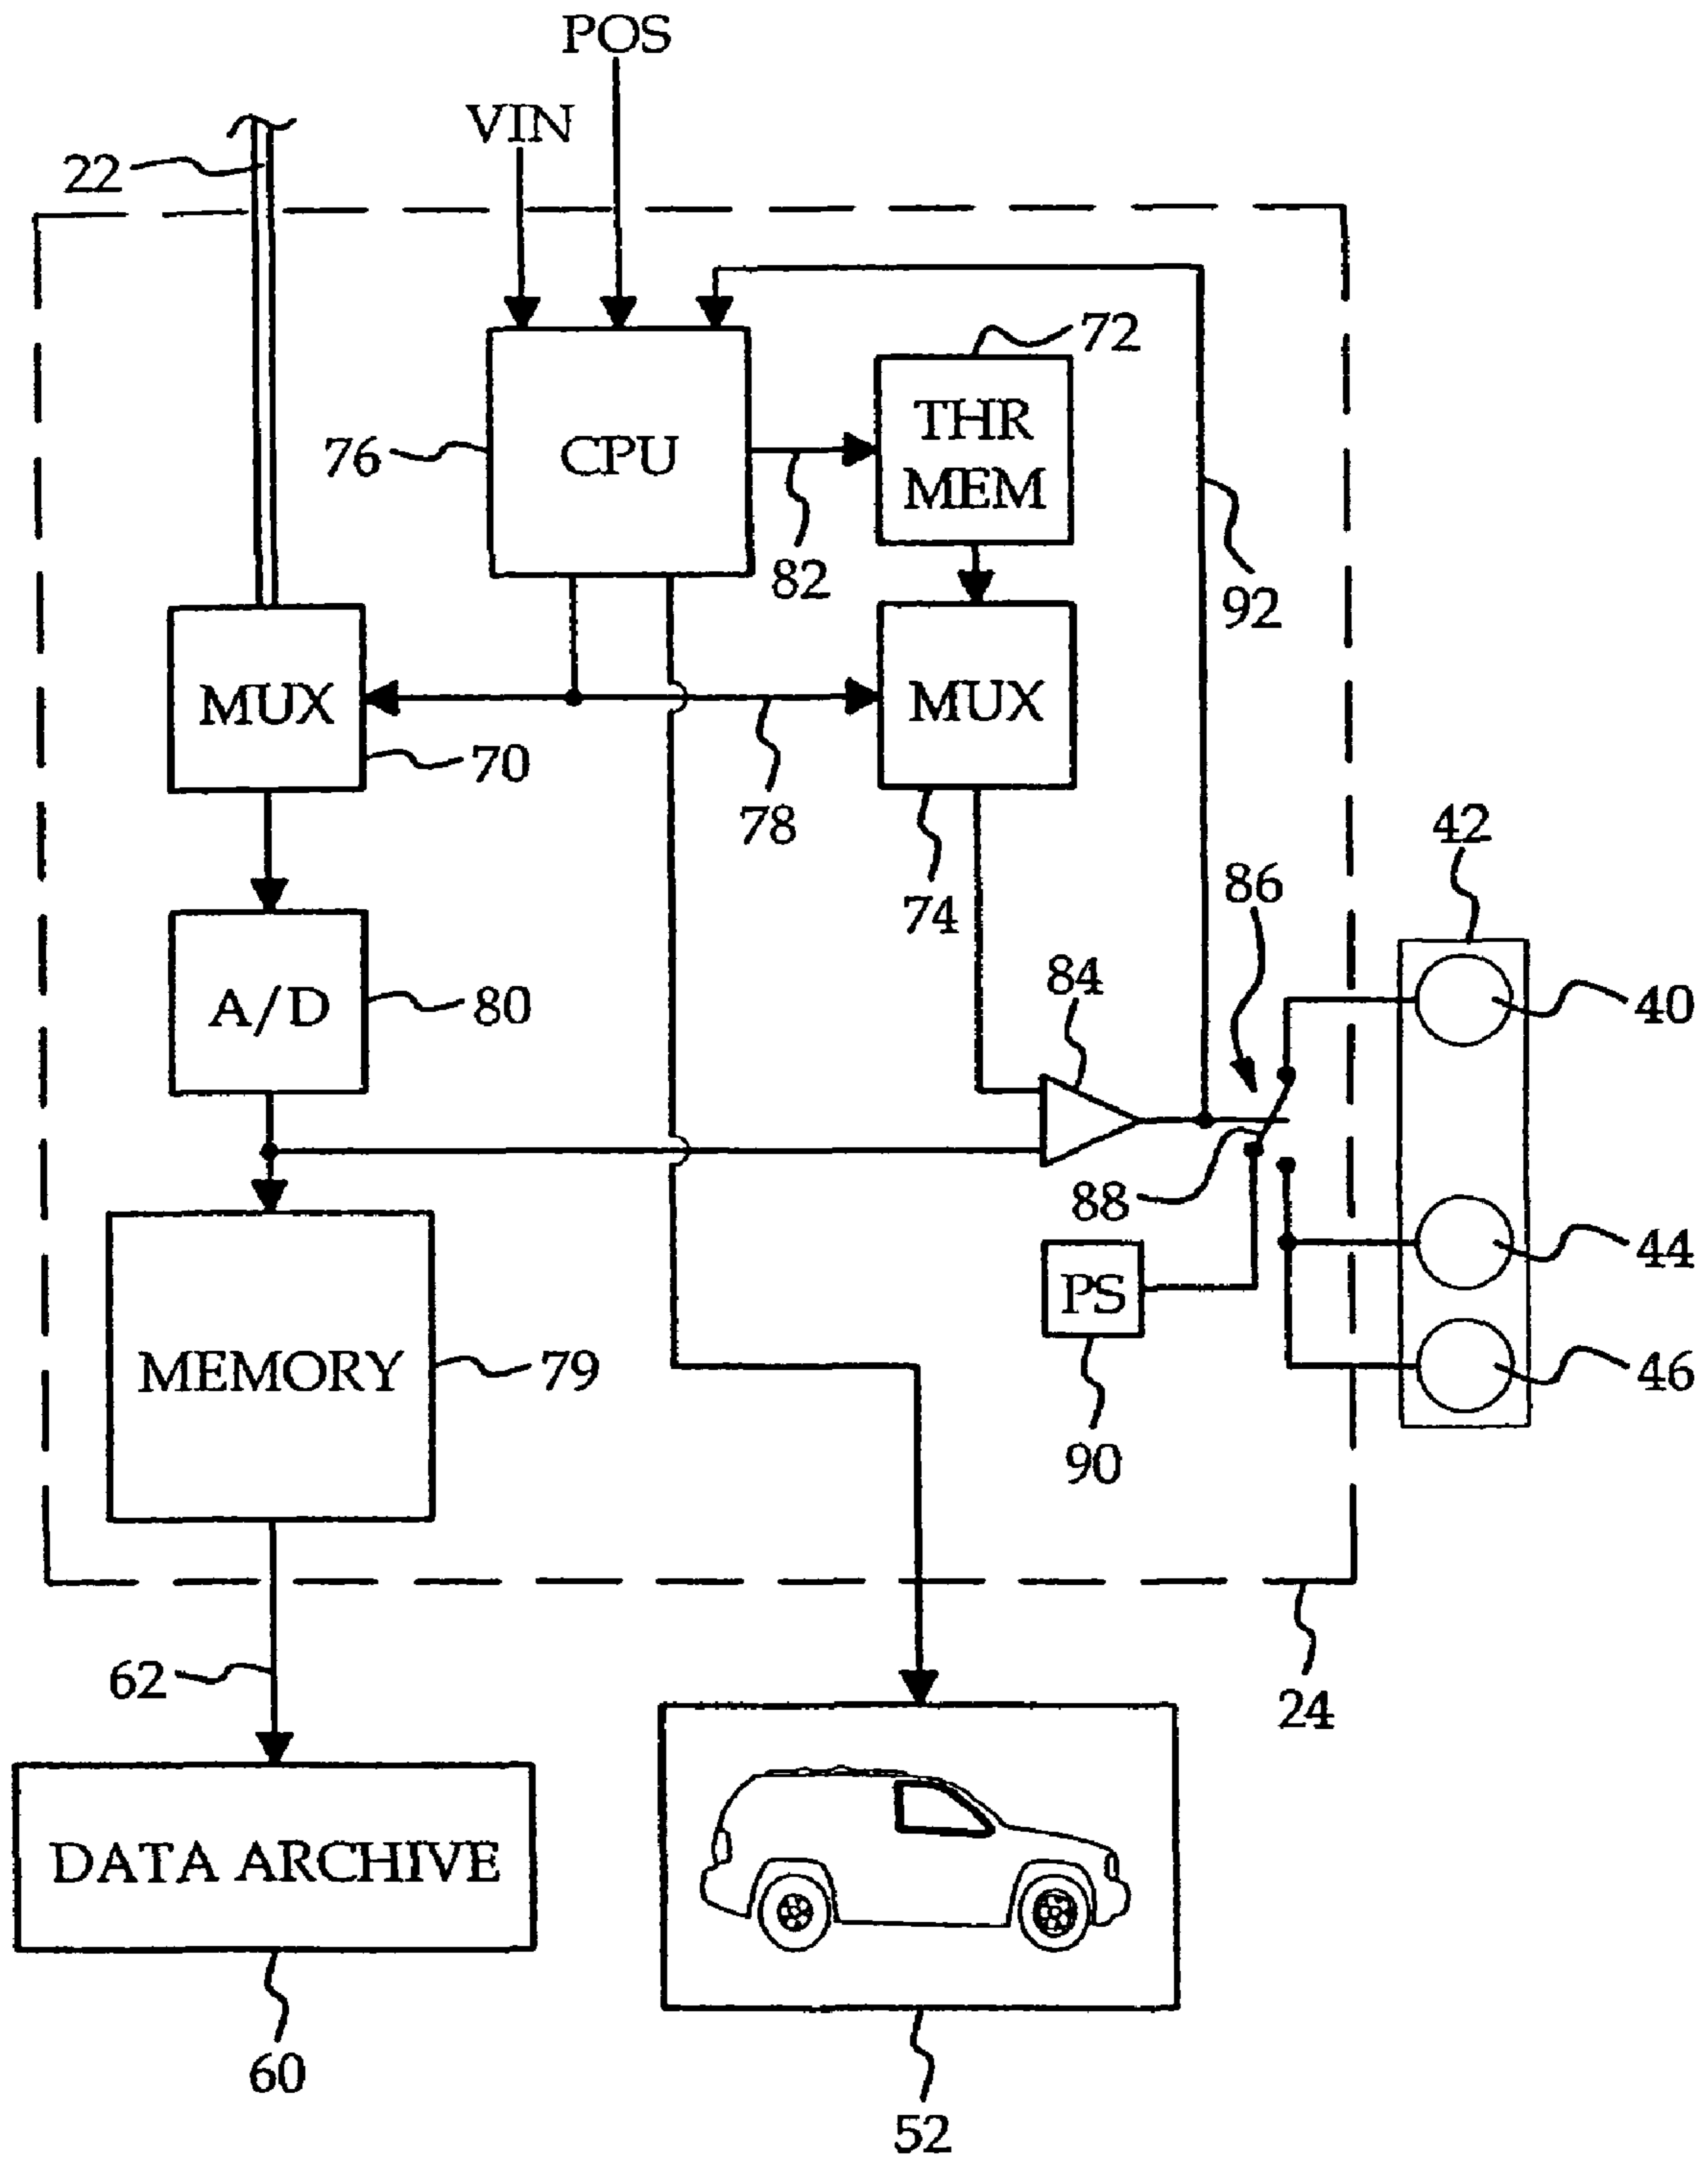 POS
VIN
22
72
THR
MEM
76
CPU
82
92
MUX
MUX
70
78
74
42
86
84
A/D
80
40
88
44
PS
MEMORY
79
46
90
62
24
DATA ARCHIVE
60
52